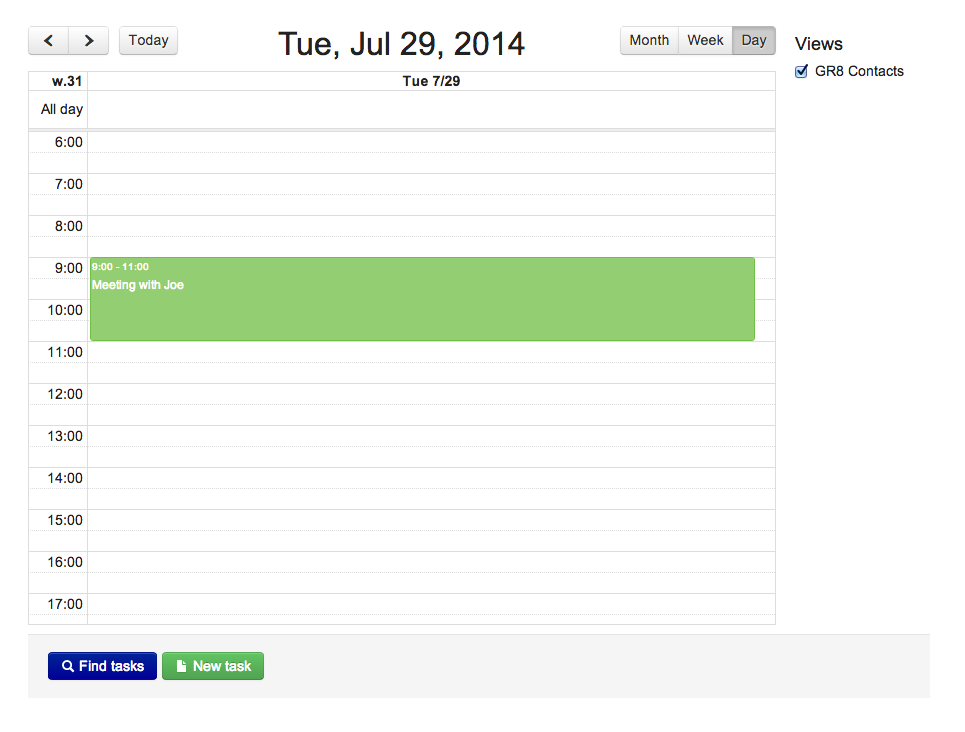 Today
Tue, Jul 29, 2014
Month Week Day
Views
GR8 Contacts
w.31 Tue 7/29
All day
6:00
7:00
8:00
9:00
9:00 - 11:00
Meeting with Joe
10:00
11:00
12:00
13:00
14:00
15:00
16:00
17:00
Find tasks New task